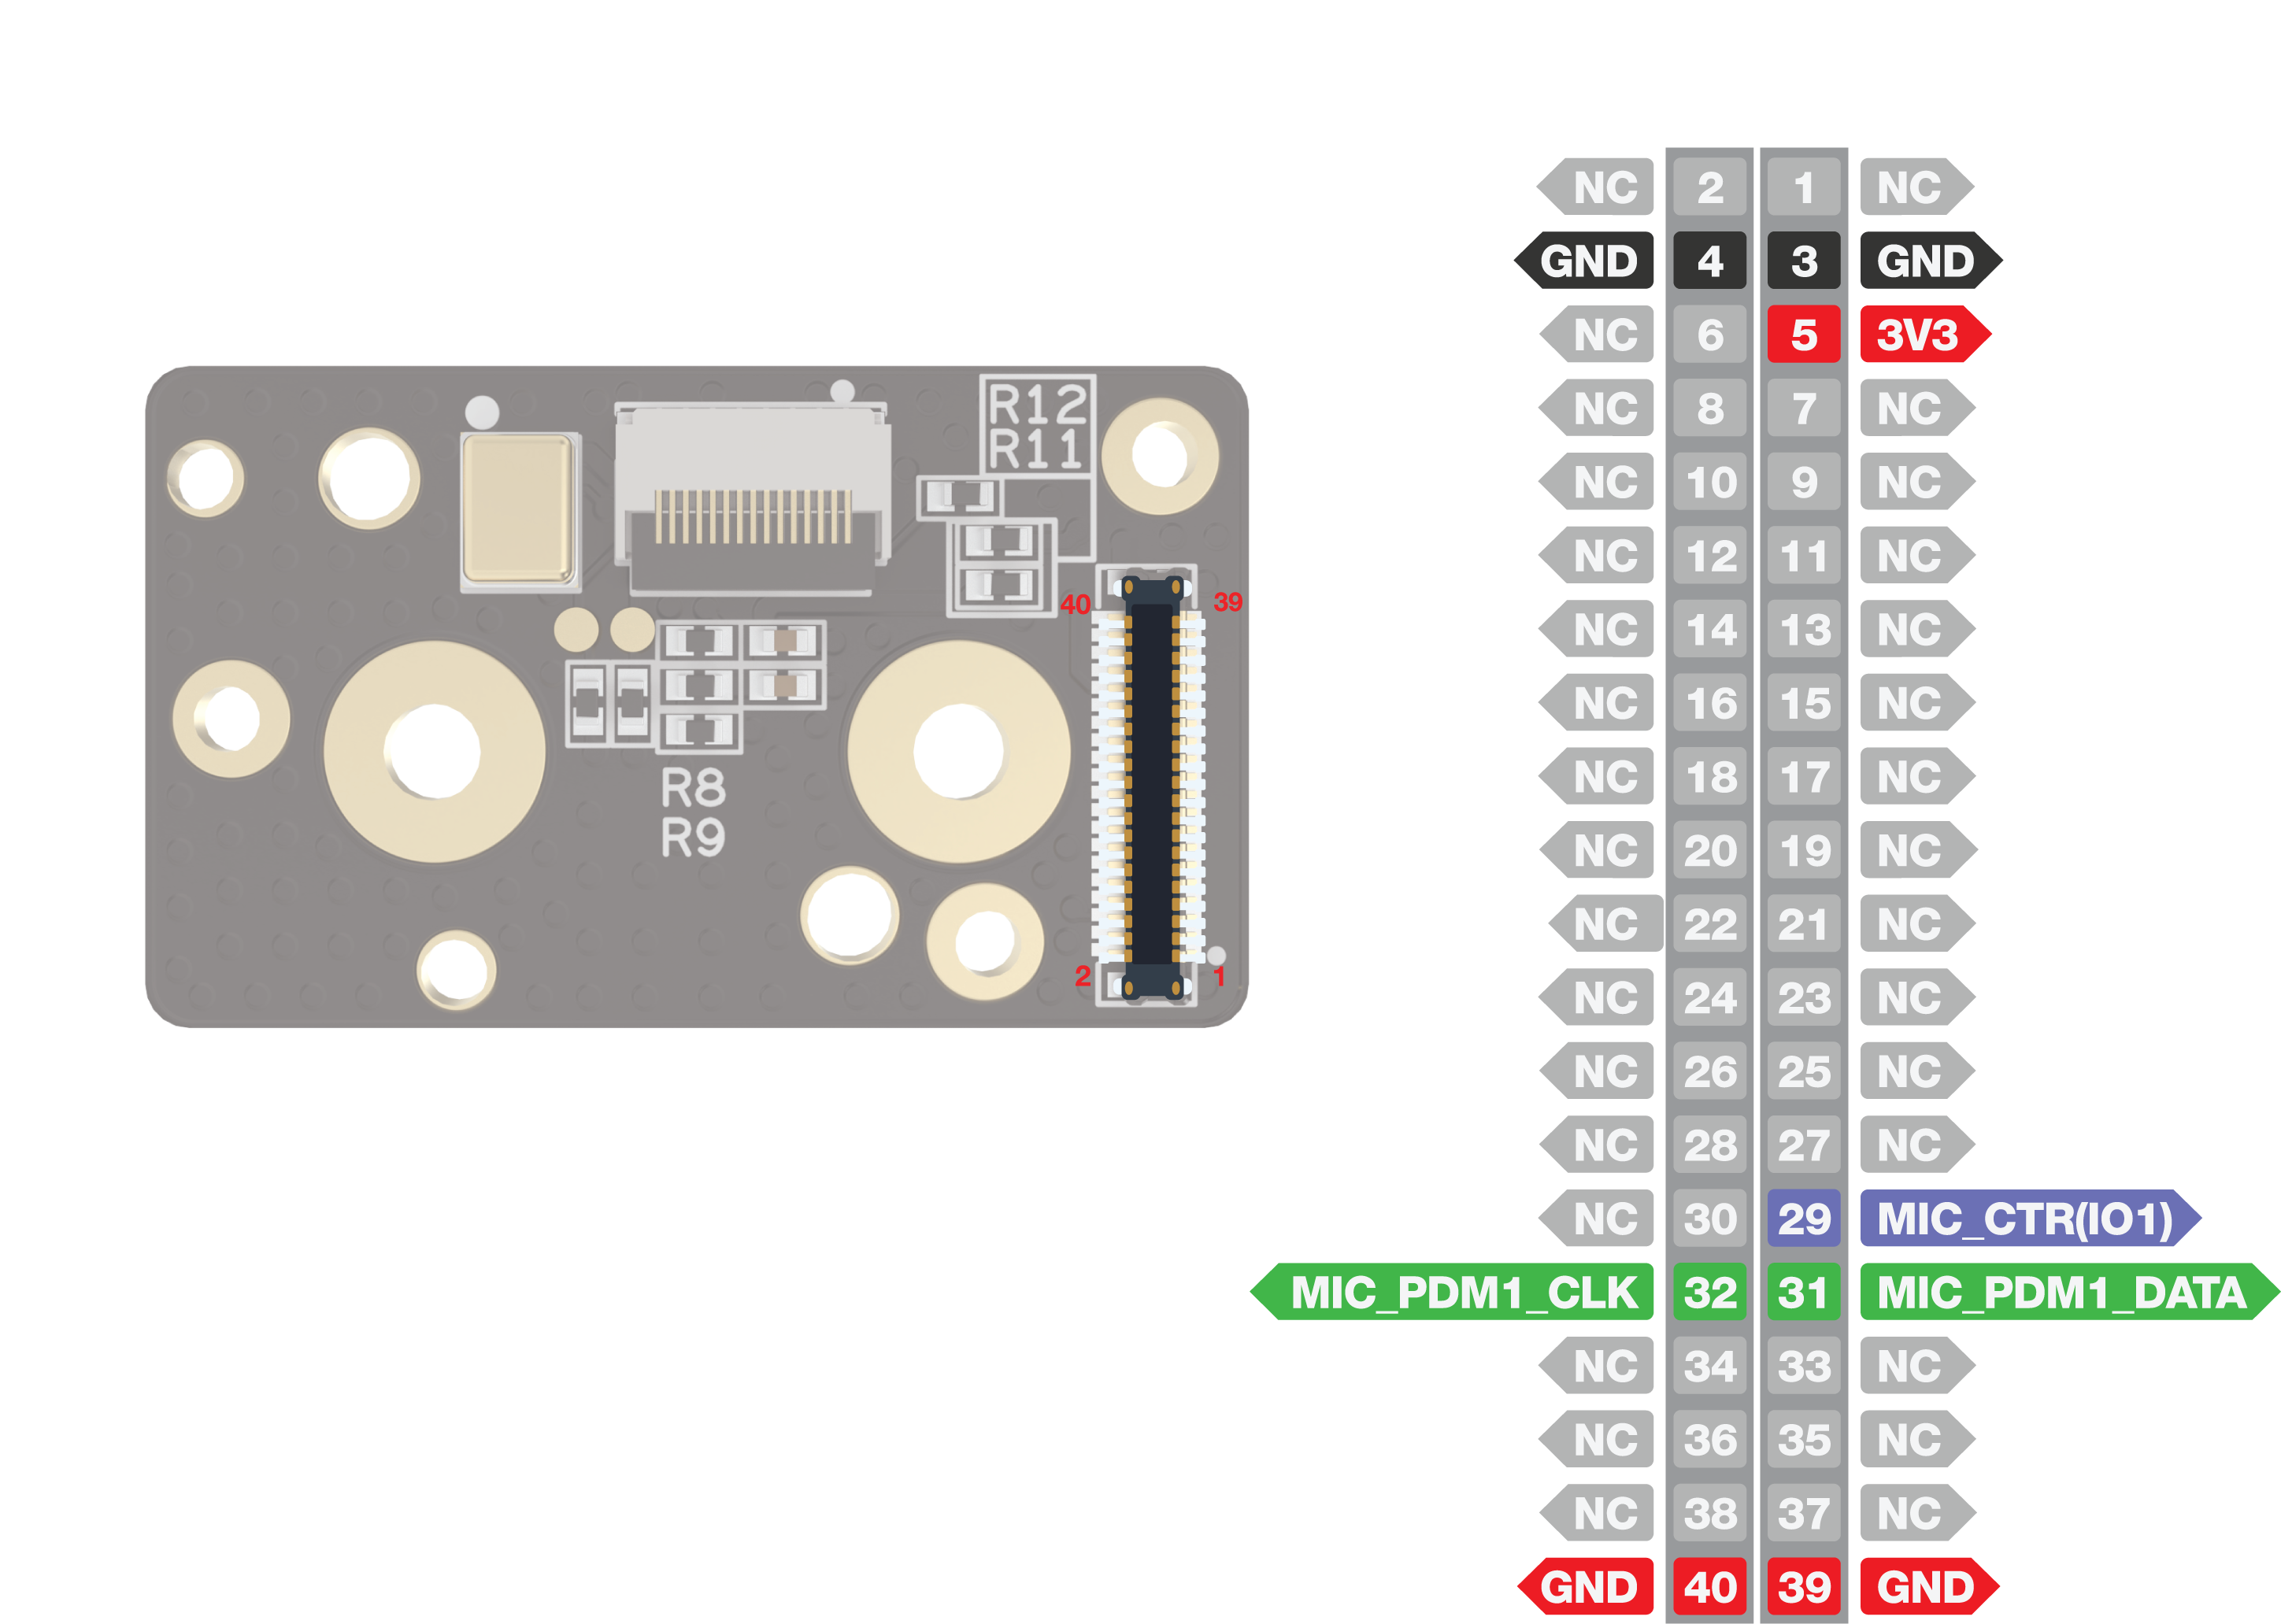 R12
R11
40
39
R8
R9
2
1
NC 2 1 NC
GND 4 3 GND
NC 6 5 3V3
NC 8 7 NC
NC 10 9 NC
NC 12 11 NC
NC 14 13 NC
NC 16 15 NC
NC 18 17 NC
NC 20 19 NC
NC 22 21 NC
NC 24 23 NC
NC 26 25 NC
NC 28 27 NC
NC 30 29 MIC_CTR(IO1)
MIC_PDM1_CLK 32 31 MIC_PDM1_DATA
NC 34 33 NC
NC 36 35 NC
NC 38 37 NC
GND 40 39 GND